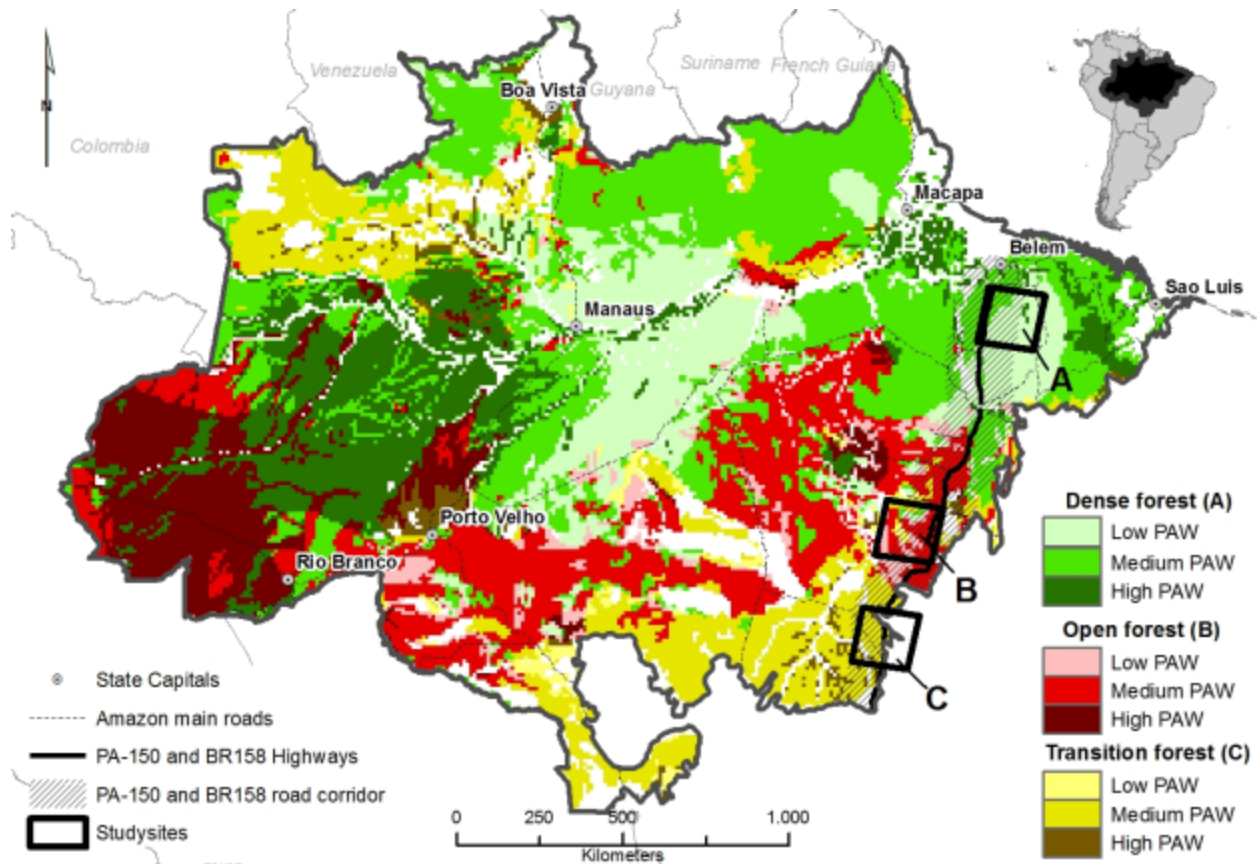 Venezuela
Guyana
Suriname
French Guiana
Colombia
N
Boa Vista
Macapa
Belem
Sao Luis
Manaus
A
Porto Velho
Rio Branco
B
C
State Capitals
Amazon main roads
PA-150 and BR158 Highways
PA-150 and BR158 road corridor
Studysites
0 250 500 1.000
Kilometers
Dense forest (A)
Low PAW
Medium PAW
High PAW
Open forest (B)
Low PAW
Medium PAW
High PAW
Transition forest (C)
Low PAW
Medium PAW
High PAW